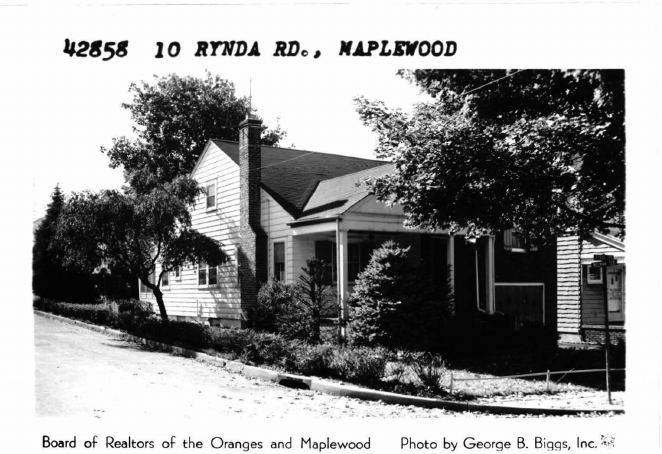 42858 10 RYNDA RD., MAPLEWOOD
Board of Realtors of the Oranges and Maplewood Photo by George B. Biggs, Inc.